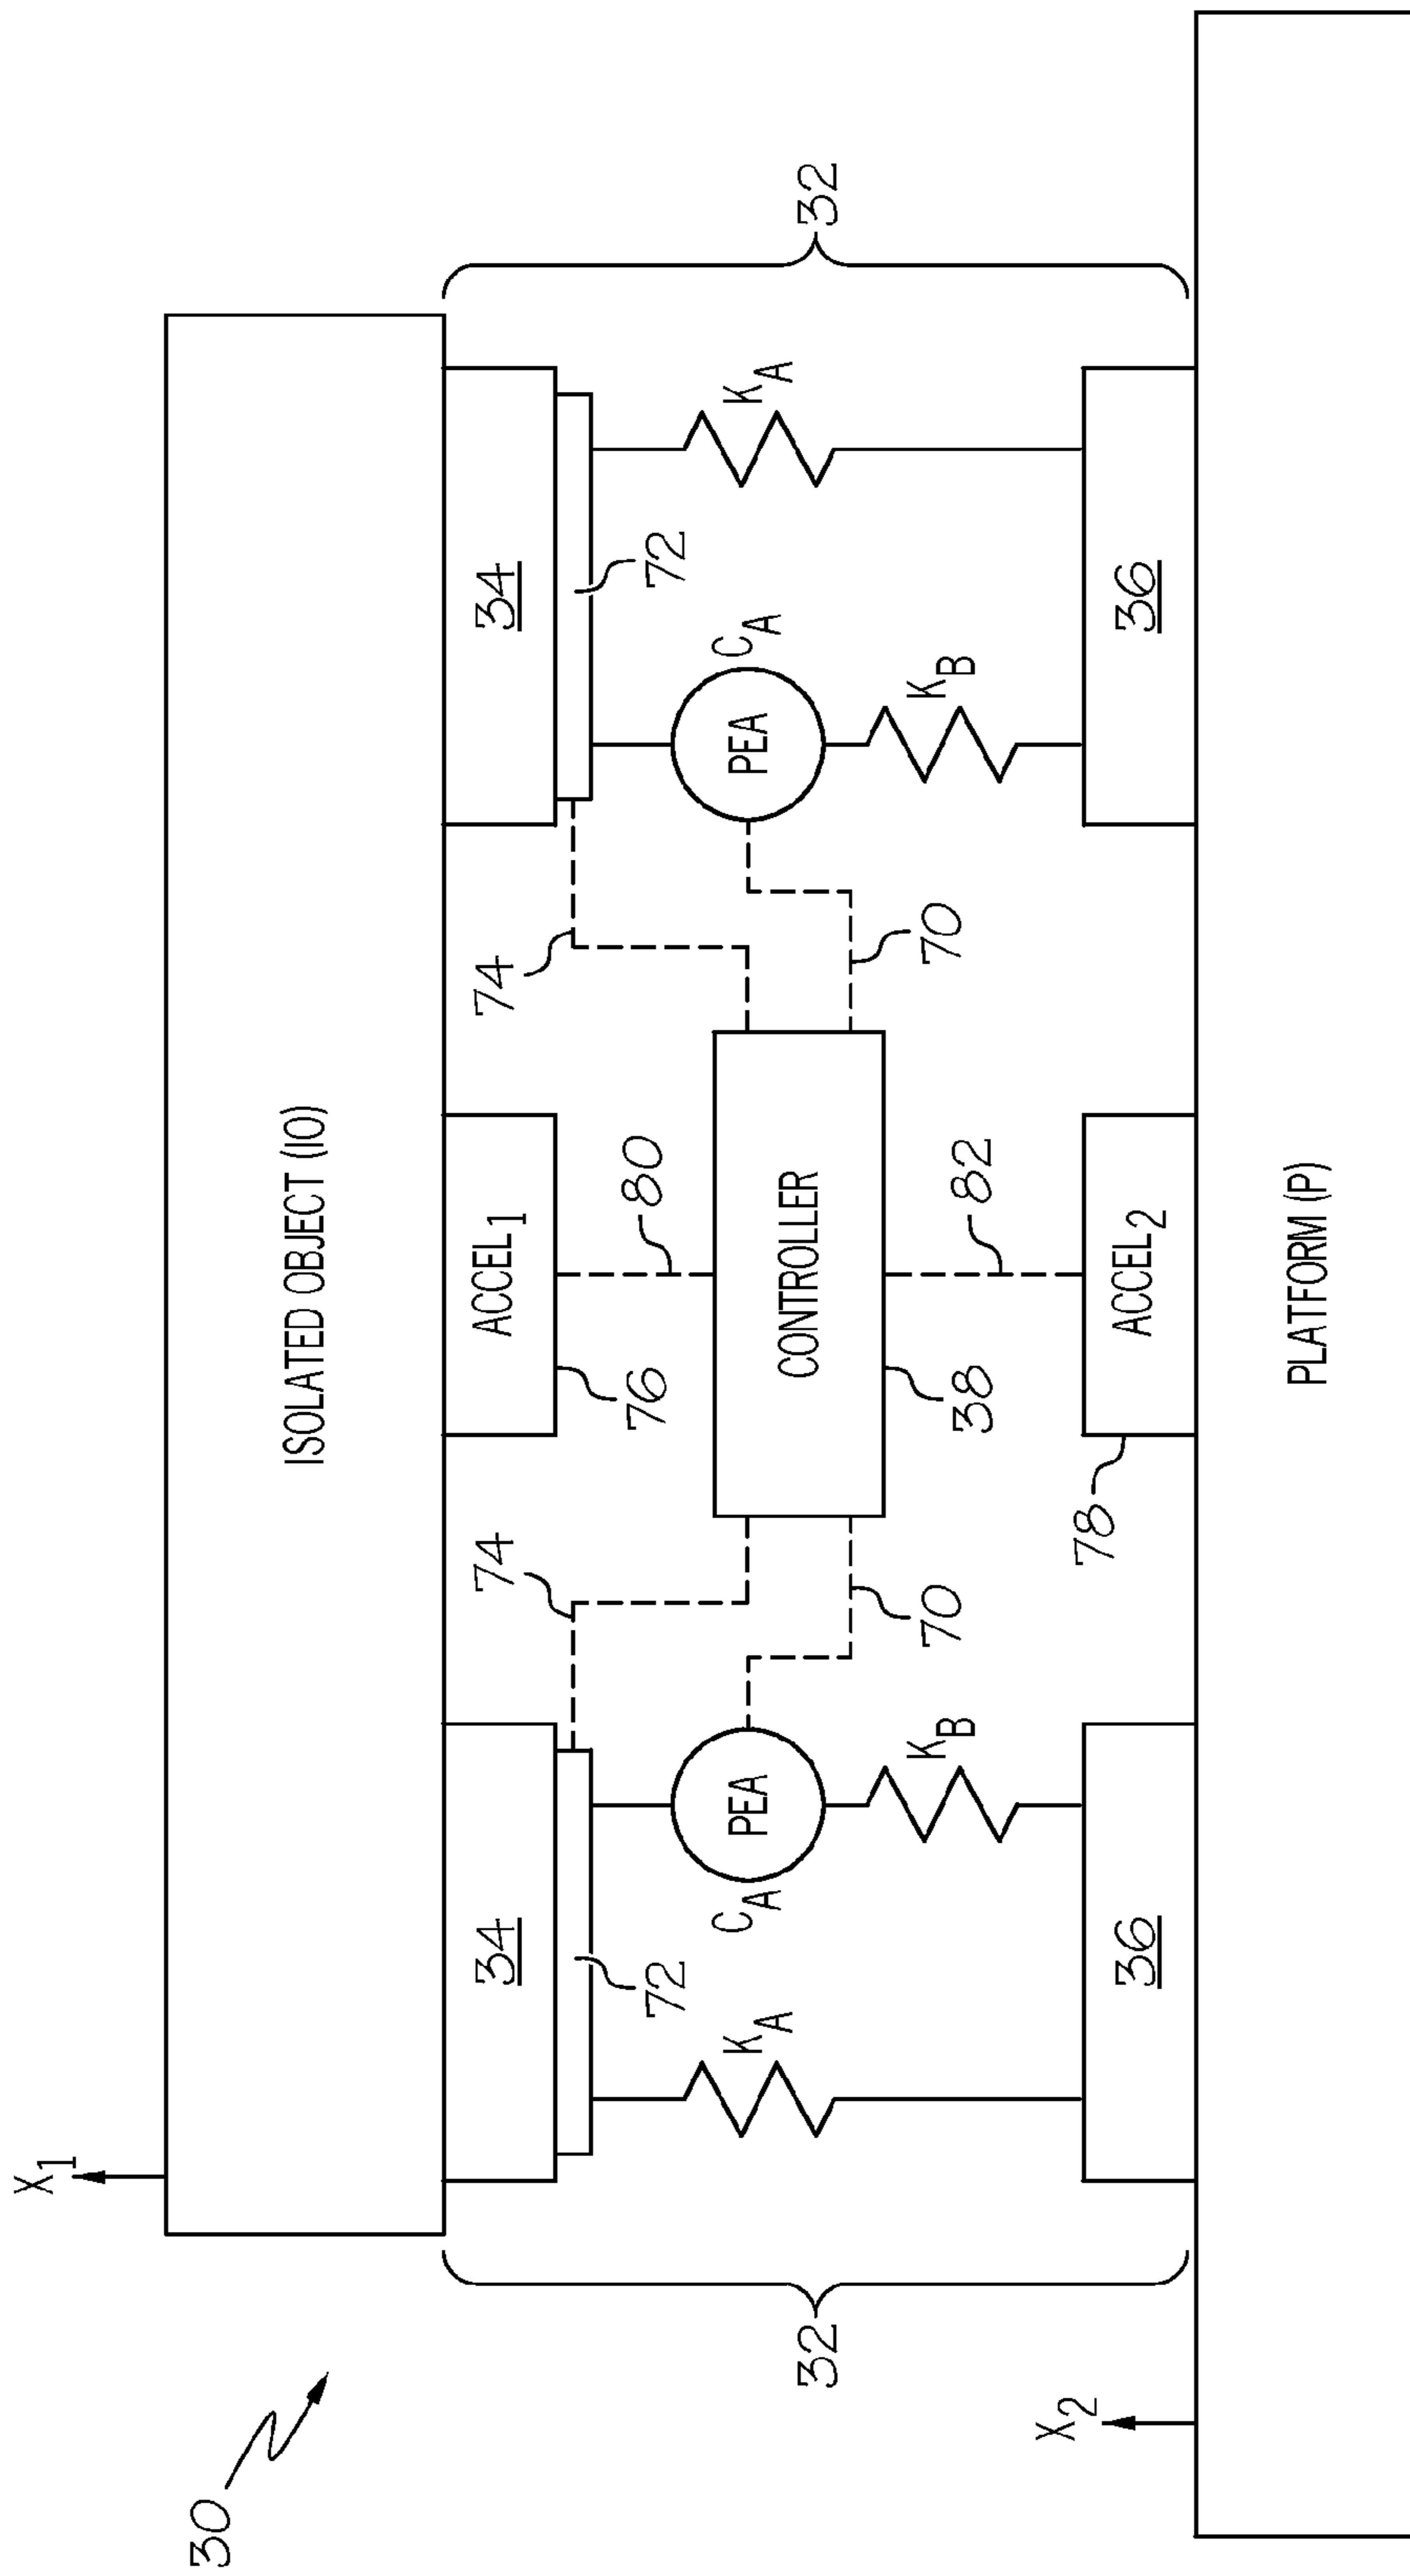 30
X1
ISOLATED OBJECT (IO)
34
ACCEL1
34
72
74
76
80
74
72
32
KA
CA
PEA
CONTROLLER
PEA
CA
KA
32
KB
70
38
82
70
KB
X2
36
78
ACCEL2
36
PLATFORM (P)